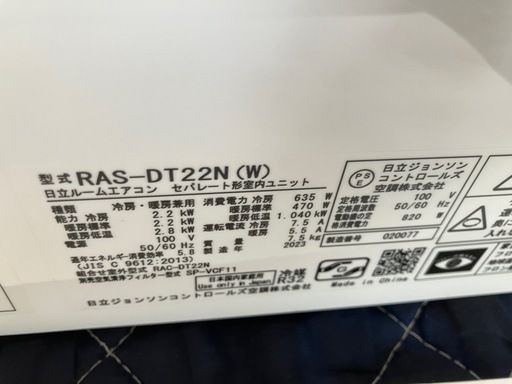 型式 RAS-DT22N(W)
日立ルームエアコン セパレート形室内ユニット
種類 冷房・暖房兼用
能力 冷房 2.2 kW
暖房標準 2.2 kW
暖房低温 2.8 kW
電源 100 V
50/60 Hz
通年エネルギー消費効率 5.8
(JIS C 9612:2013)
組合せ室外型式 RAC-DT22N
別売空気清浄フィルター型式 SP-VCF11
消費電力 冷房 635 W
暖房標準 470 W
暖房低温 1.040 kW
運転電流 冷房 7.5 A
暖房標準 5.5 A
質量 7.5kg
製造年 2023
日立ジョンソンコントロールズ空調株式会社
日本国内家庭用
Use only in Japan
冷媒
R32
PSE
日立ジョンソン
コントロールズ
空調株式会社
定格電圧 100 V
定格周波数 50/60 Hz
電動機の定格消費電力 820 W
製造番号 020077
Made in China